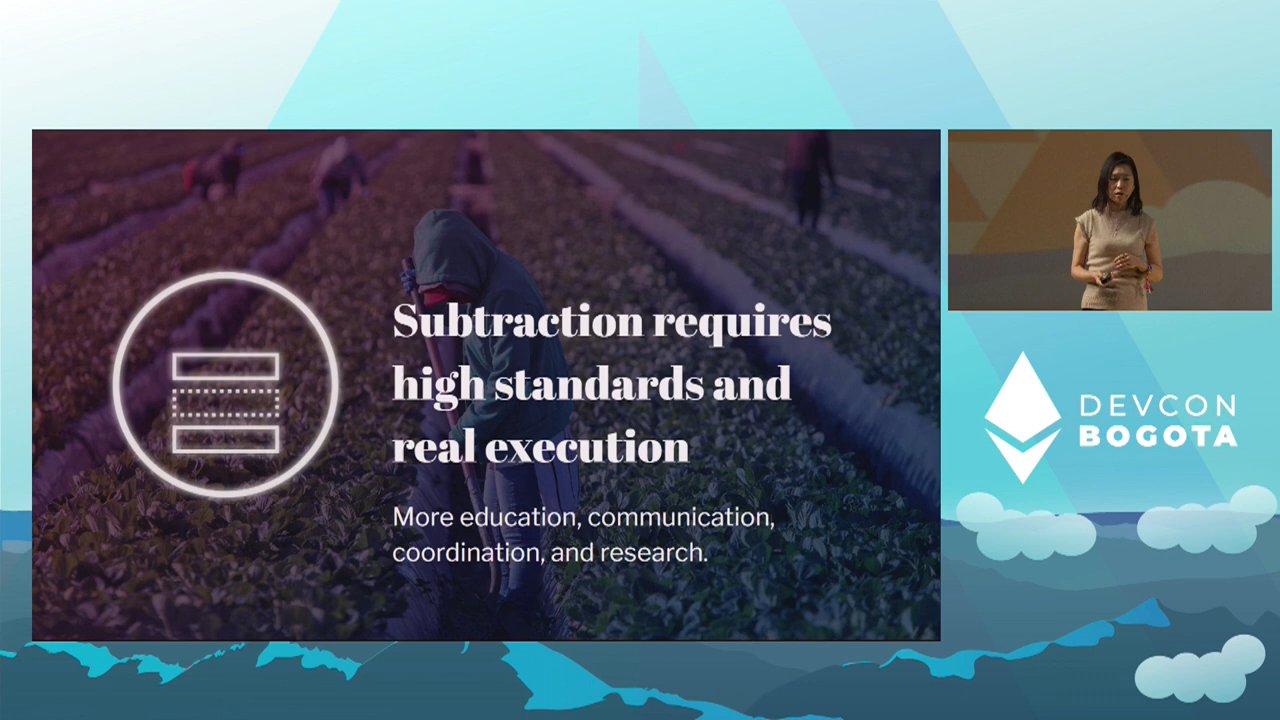 Subtraction requires
high standards and
real execution
More education, communication,
coordination, and research.
DEVCON
BOGOTA